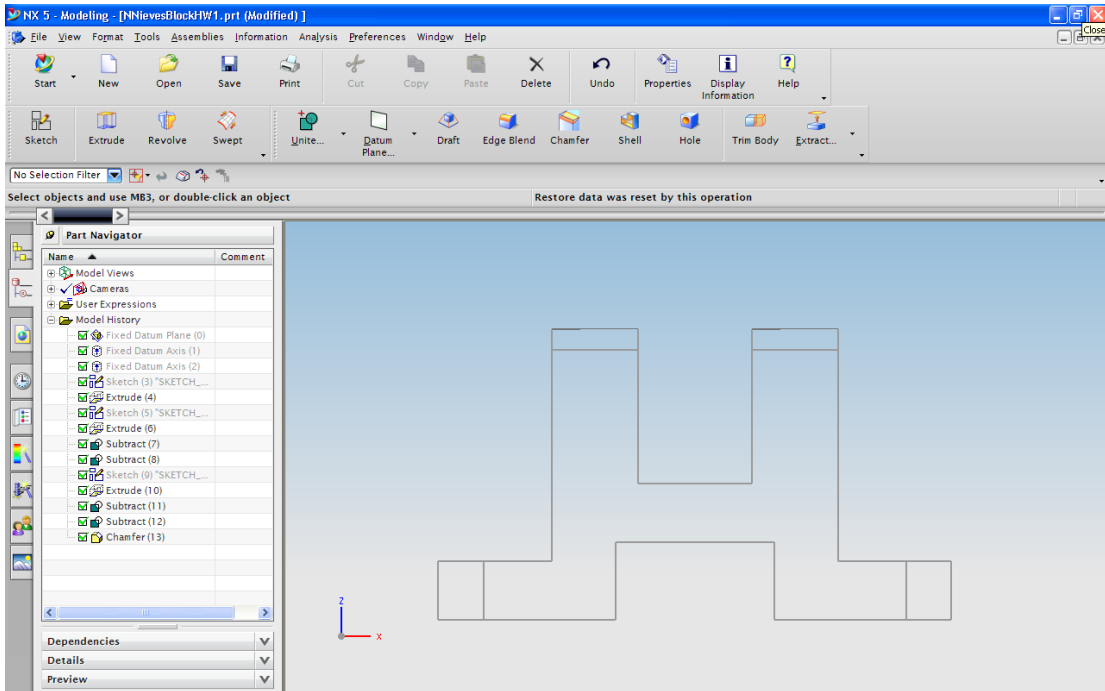 NX 5 - Modeling - [NNievesBlockHW1.prt (Modified) ]
Close
File View Format Tools Assemblies Information Analysis Preferences Window Help
Start New Open Save Print Cut Copy Paste Delete Undo Properties Display Information Help
Sketch Extrude Revolve Swept Unite... Datum Plane... Draft Edge Blend Chamfer Shell Hole Trim Body Extract...
No Selection Filter
Select objects and use MB3, or double-click an object Restore data was reset by this operation
Part Navigator
Name Comment
Model Views
Cameras
User Expressions
Model History
Fixed Datum Plane (0)
Fixed Datum Axis (1)
Fixed Datum Axis (2)
Sketch (3) "SKETCH_...
Extrude (4)
Sketch (5) "SKETCH_...
Extrude (6)
Subtract (7)
Subtract (8)
Sketch (9) "SKETCH_...
Extrude (10)
Subtract (11)
Subtract (12)
Chamfer (13)
Z
X
Dependencies
Details
Preview